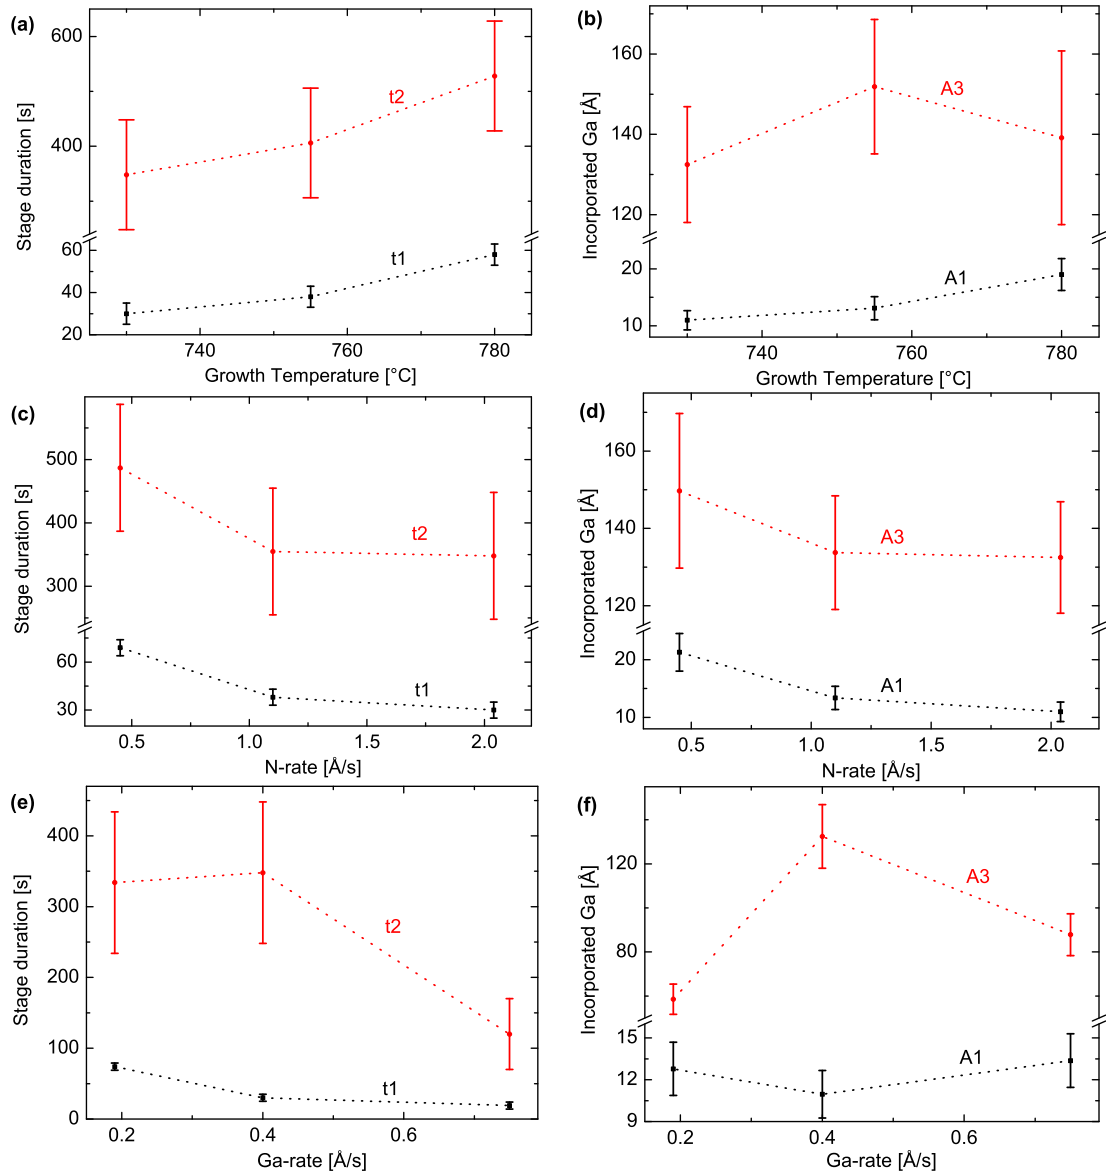 (a)
Stage duration [s]
600
400
60
40
20
t2
t1
740
760
780
Growth Temperature [°C]
(b)
Incorporated Ga [Å]
160
140
120
20
10
A3
A1
740
760
780
Growth Temperature [°C]
(c)
Stage duration [s]
500
400
300
60
30
t2
t1
0.5
1.0
1.5
2.0
N-rate [Å/s]
(d)
Incorporated Ga [Å]
160
140
120
20
10
A3
A1
0.5
1.0
1.5
2.0
N-rate [Å/s]
(e)
Stage duration [s]
400
300
200
100
0
t2
t1
0.2
0.4
0.6
Ga-rate [Å/s]
(f)
Incorporated Ga [Å]
120
80
15
12
9
A3
A1
0.2
0.4
0.6
Ga-rate [Å/s]